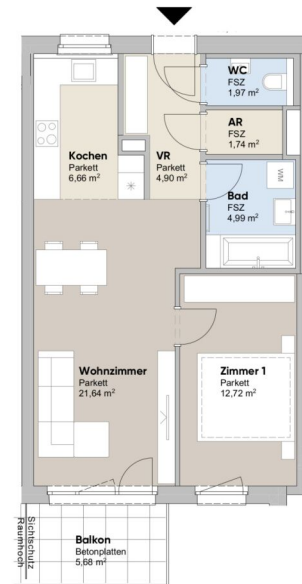 WC
FSZ
1,97 m²
AR
FSZ
1,74 m²
Kochen
Parkett
6,66 m²
VR
Parkett
4,90 m²
WM
Bad
FSZ
4,99 m²
Wohnzimmer
Parkett
21,64 m²
Zimmer 1
Parkett
12,72 m²
Sichtschutz
Raumhoch
Balkon
Betonplatten
5,68 m²